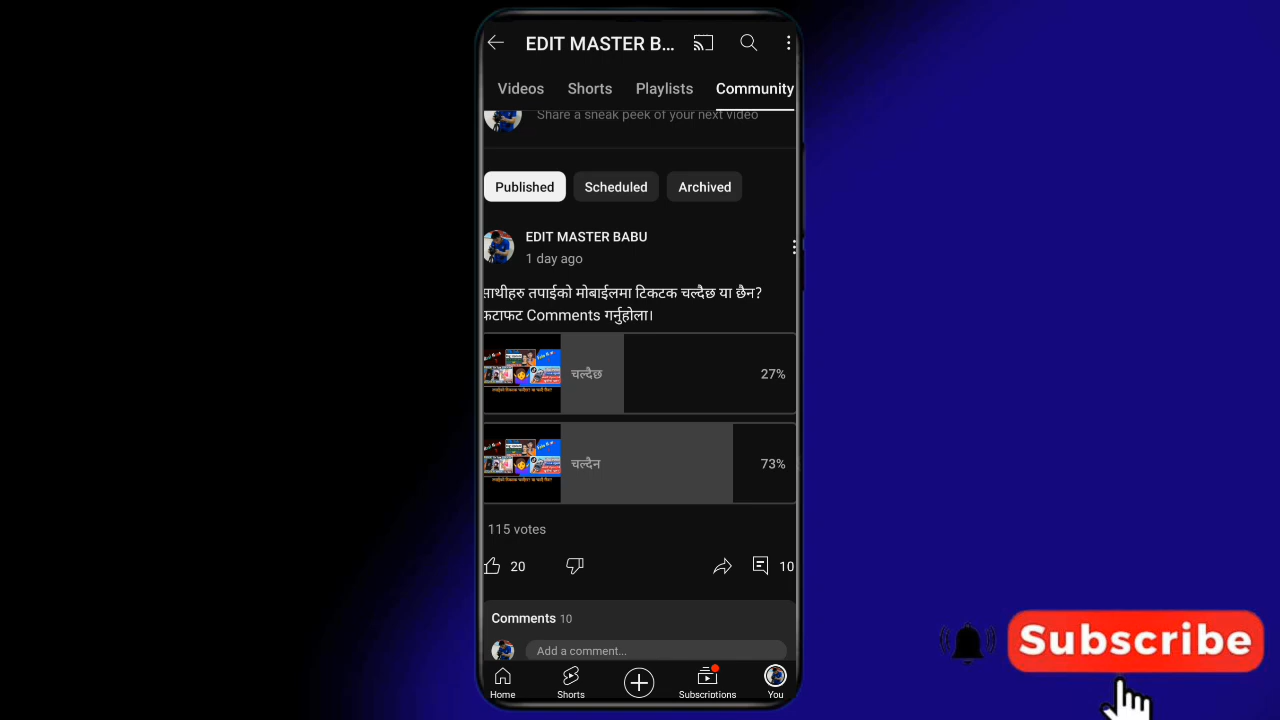 EDIT MASTER B...
Videos Shorts Playlists Community
Share a sneak peek of your next video
Published Scheduled Archived
EDIT MASTER BABU
1 day ago
साथीहरु तपाईको मोबाईलमा टिकटक चल्दैछ या छैन?
फटाफट Comments गर्नुहोला।
चल्दैछ 27%
चल्दैन 73%
115 votes
20 10
Comments 10
Add a comment...
Home Shorts Subscriptions You
Subscribe